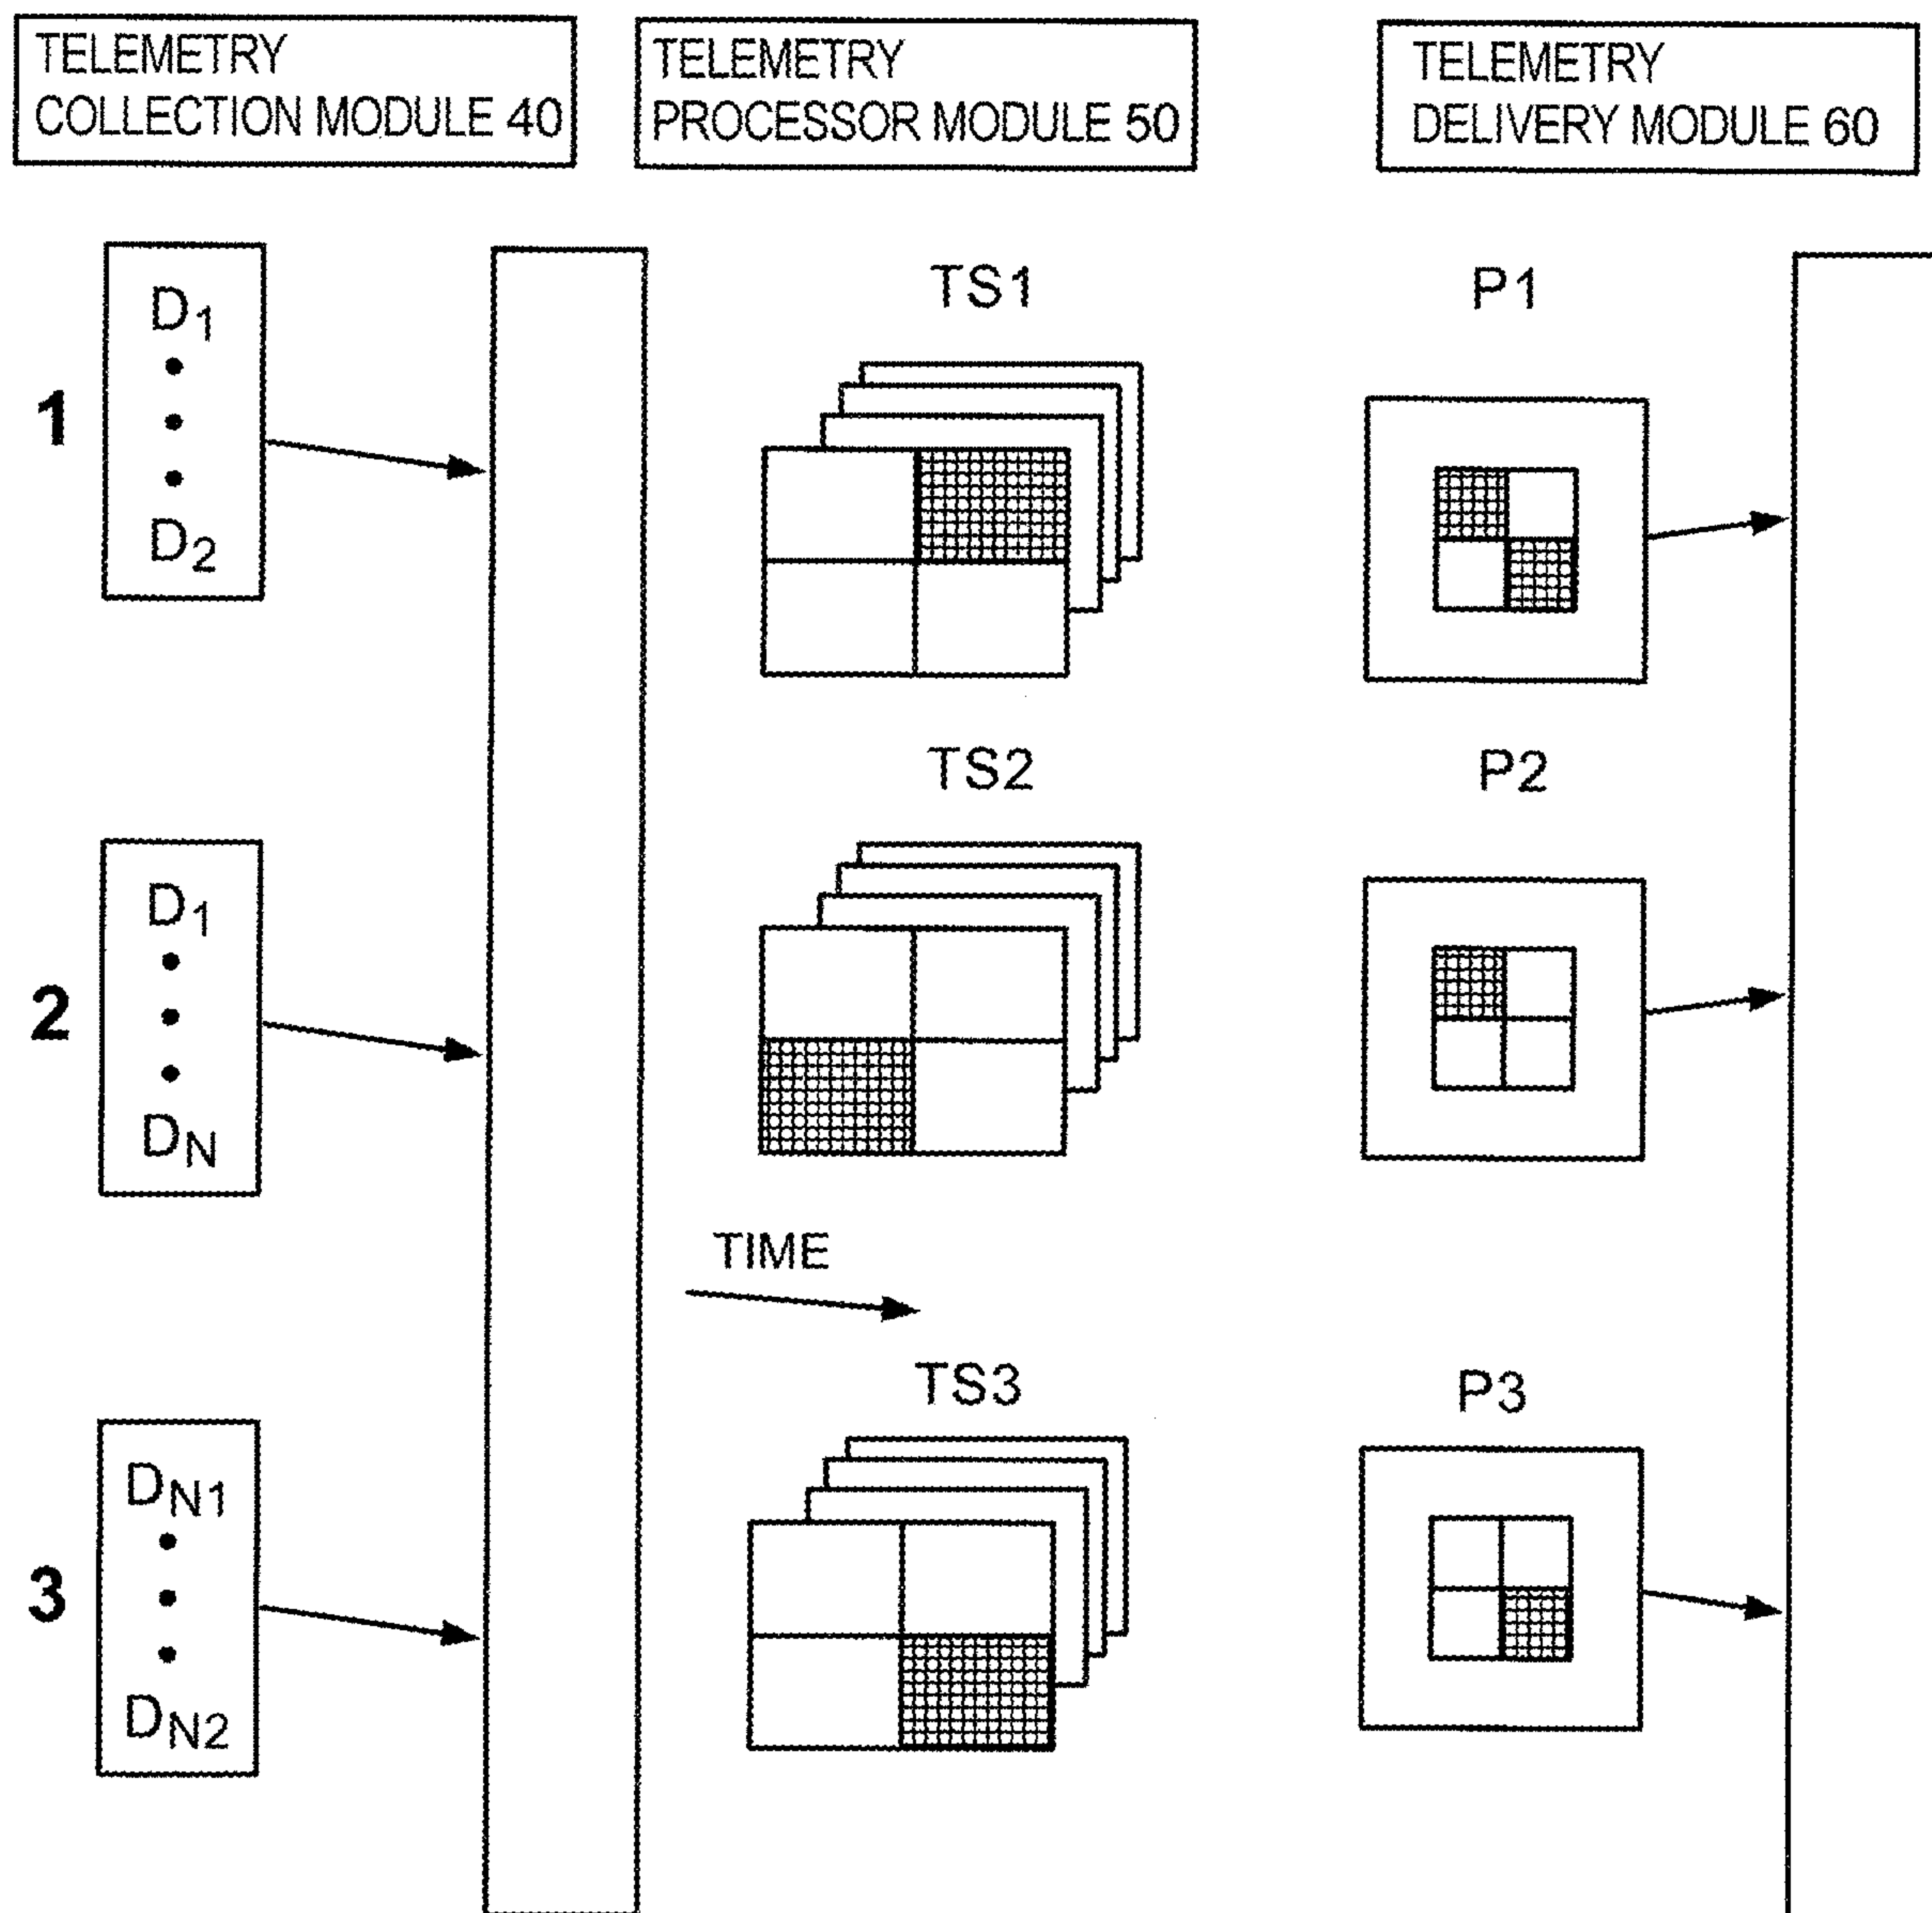 TELEMETRY
COLLECTION MODULE 40
TELEMETRY
PROCESSOR MODULE 50
TELEMETRY
DELIVERY MODULE 60
1
D1
D2
TS1
P1
2
D1
DN
TS2
P2
TIME
3
DN1
DN2
TS3
P3